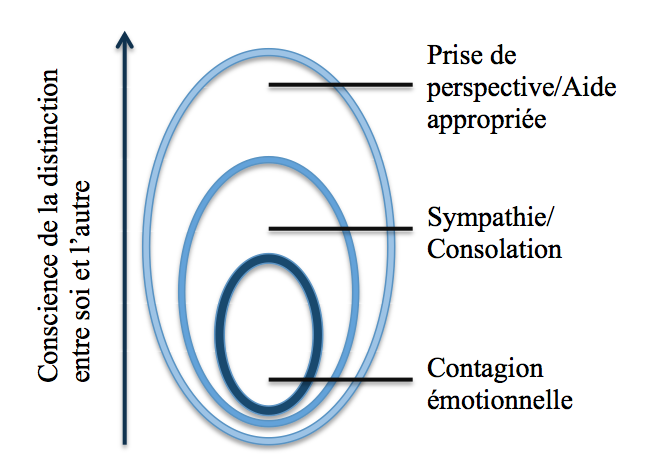 Conscience de la distinction
entre soi et l’autre
Prise de
perspective/Aide
appropriée
Sympathie/
Consolation
Contagion
émotionnelle